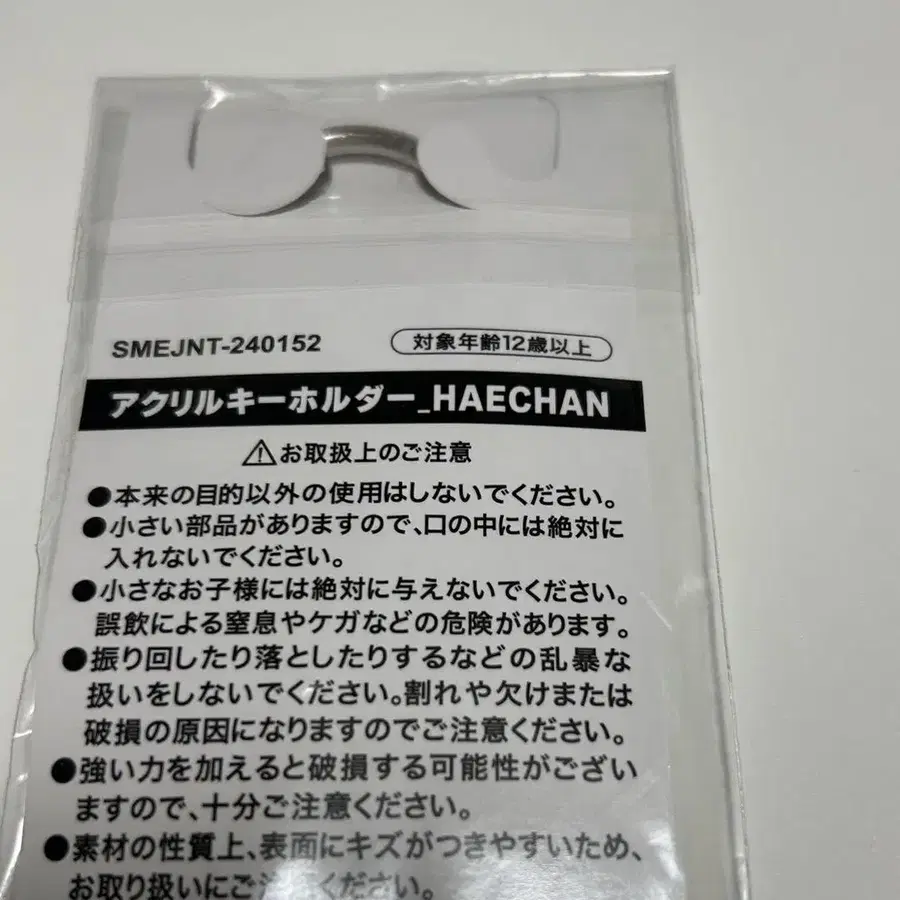 SMEJNT-240152
対象年齢12歳以上
アクリルキーホルダー_HAECHAN
⚠お取扱上のご注意
●本来の目的以外の使用はしないでください。
●小さい部品がありますので、口の中には絶対に
入れないでください。
●小さなお子様には絶対に与えないでください。
誤飲による窒息やケガなどの危険があります。
●振り回したり落としたりするなどの乱暴な
扱いをしないでください。割れや欠けまたは
破損の原因になりますのでご注意ください。
●強い力を加えると破損する可能性がござい
ますので、十分ご注意ください。
●素材の性質上、表面にキズがつきやすいため、
お取り扱いにご注意ください。